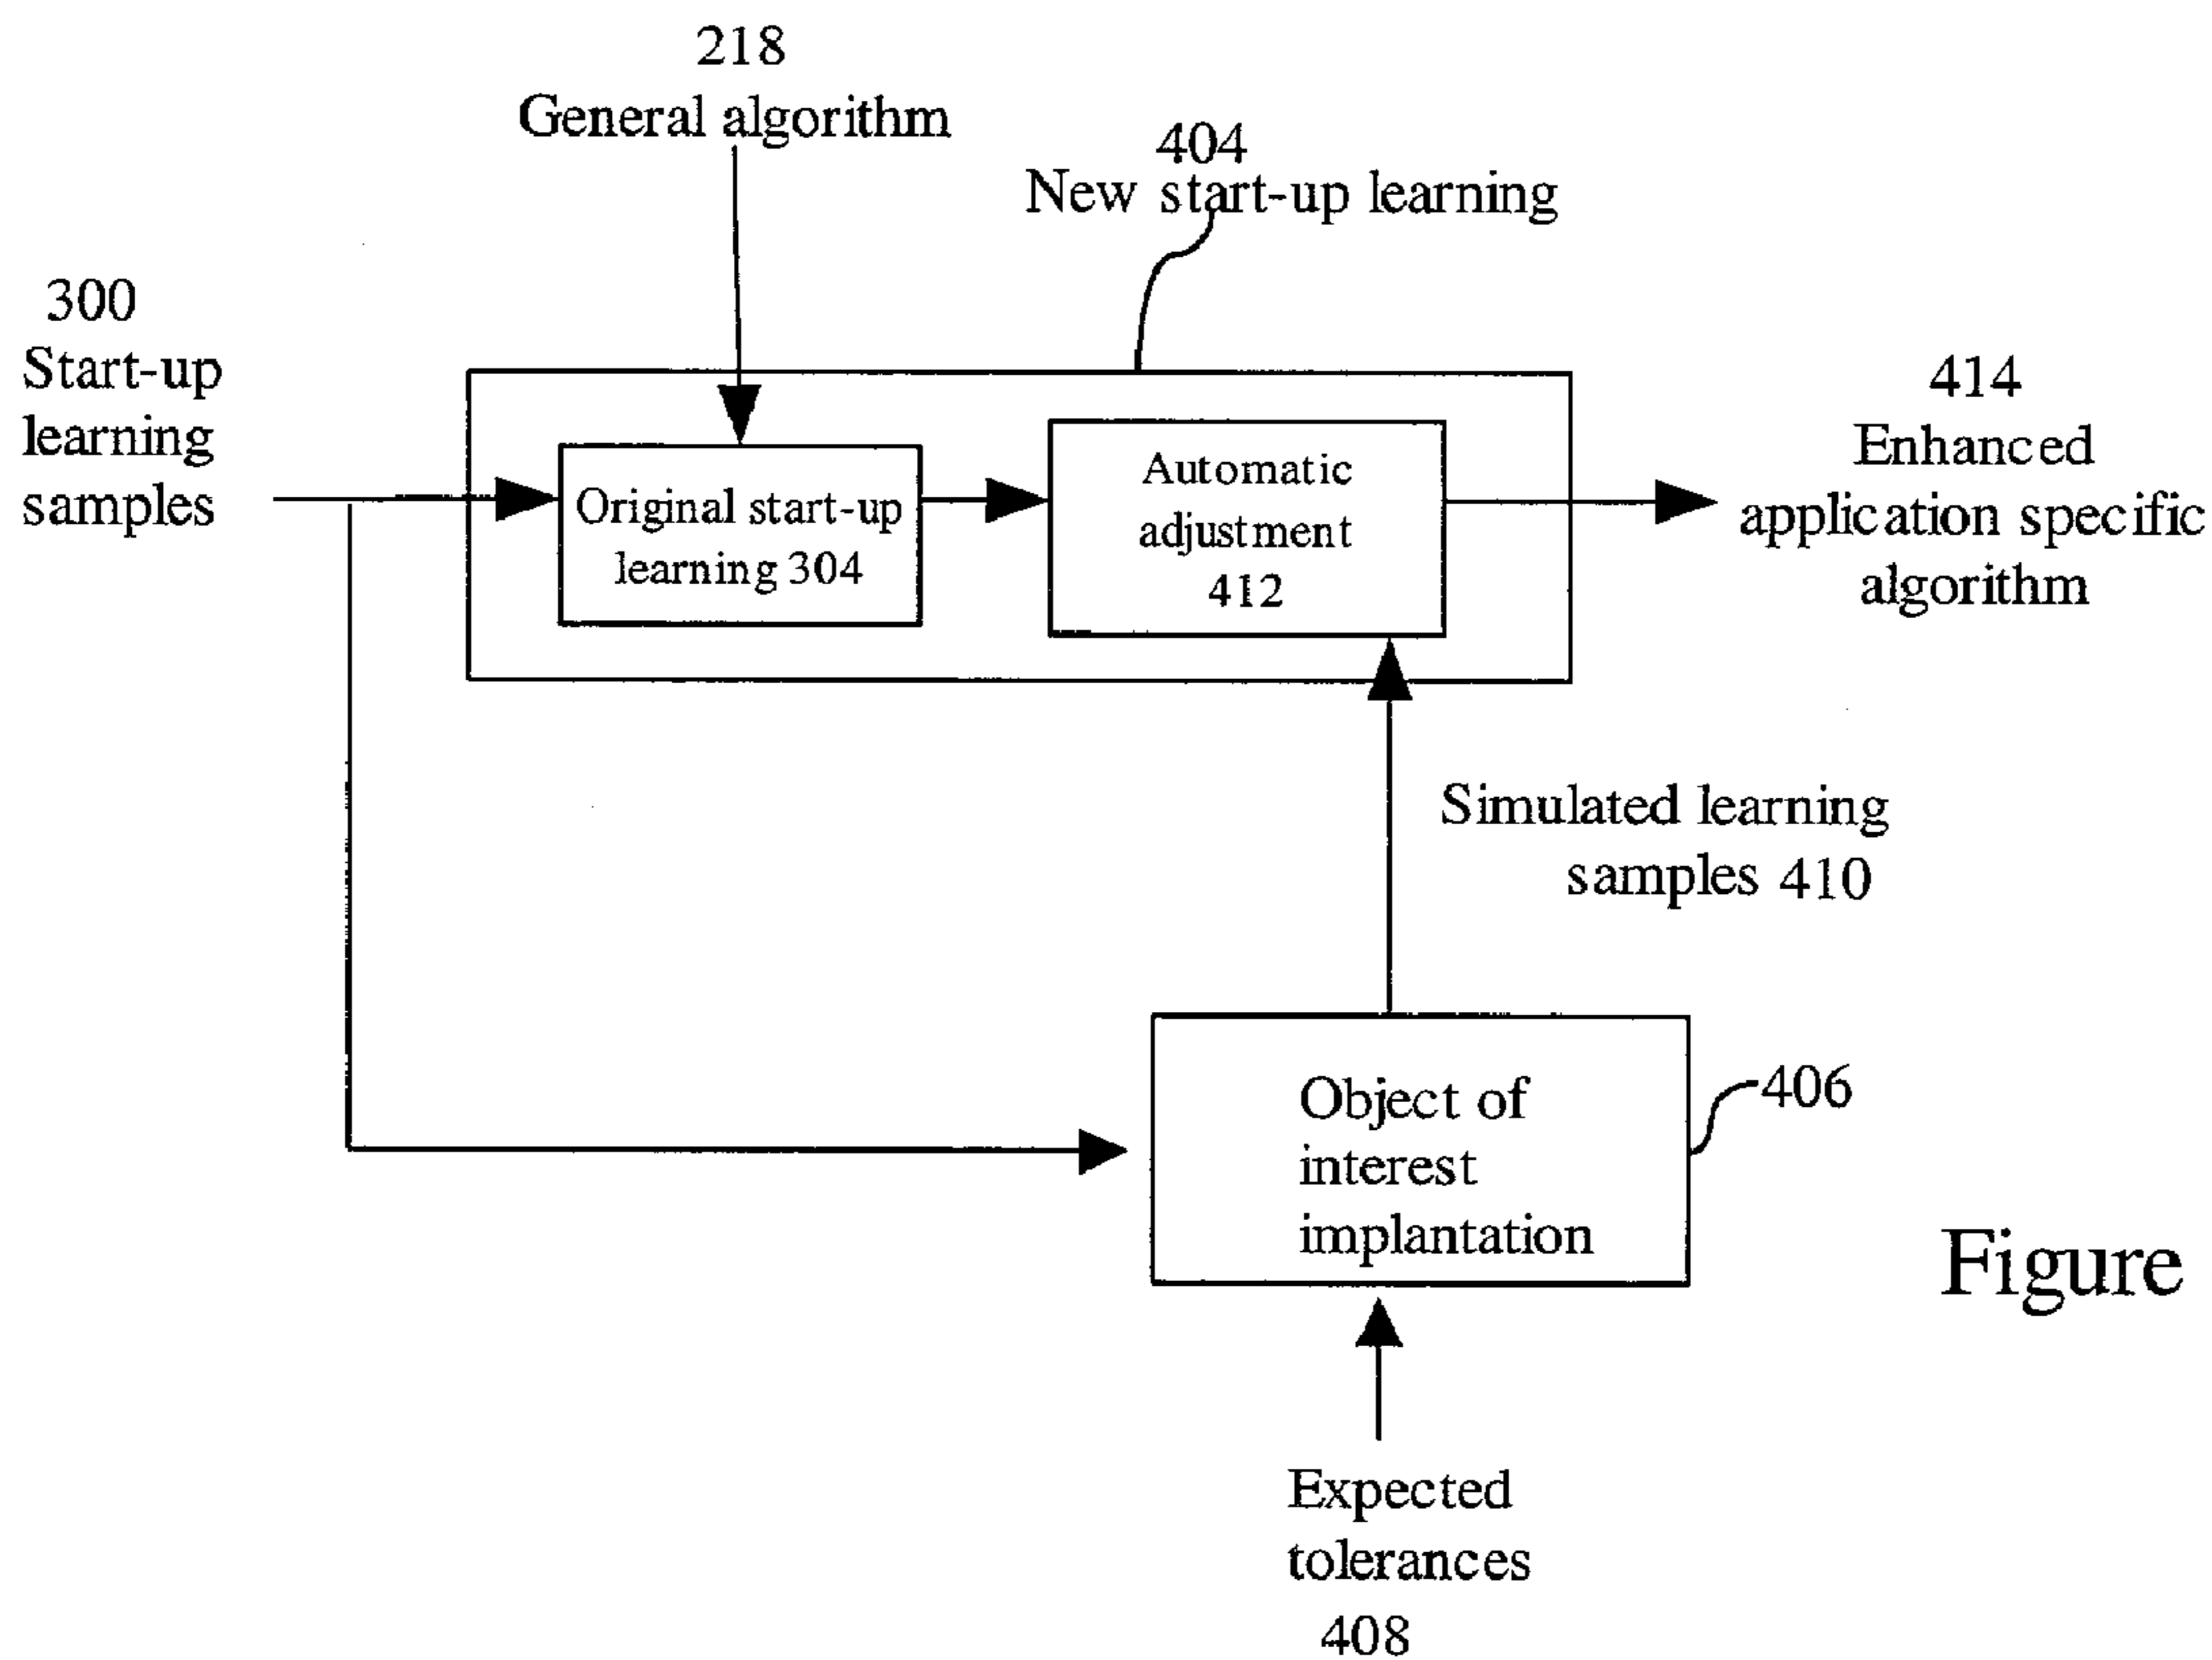 218
General algorithm
404
New start-up learning
300
Start-up
learning
samples
Original start-up
learning 304
Automatic
adjustment
412
414
Enhanced
application specific
algorithm
Simulated learning
samples 410
Object of
interest
implantation
406
Figure
Expected
tolerances
408